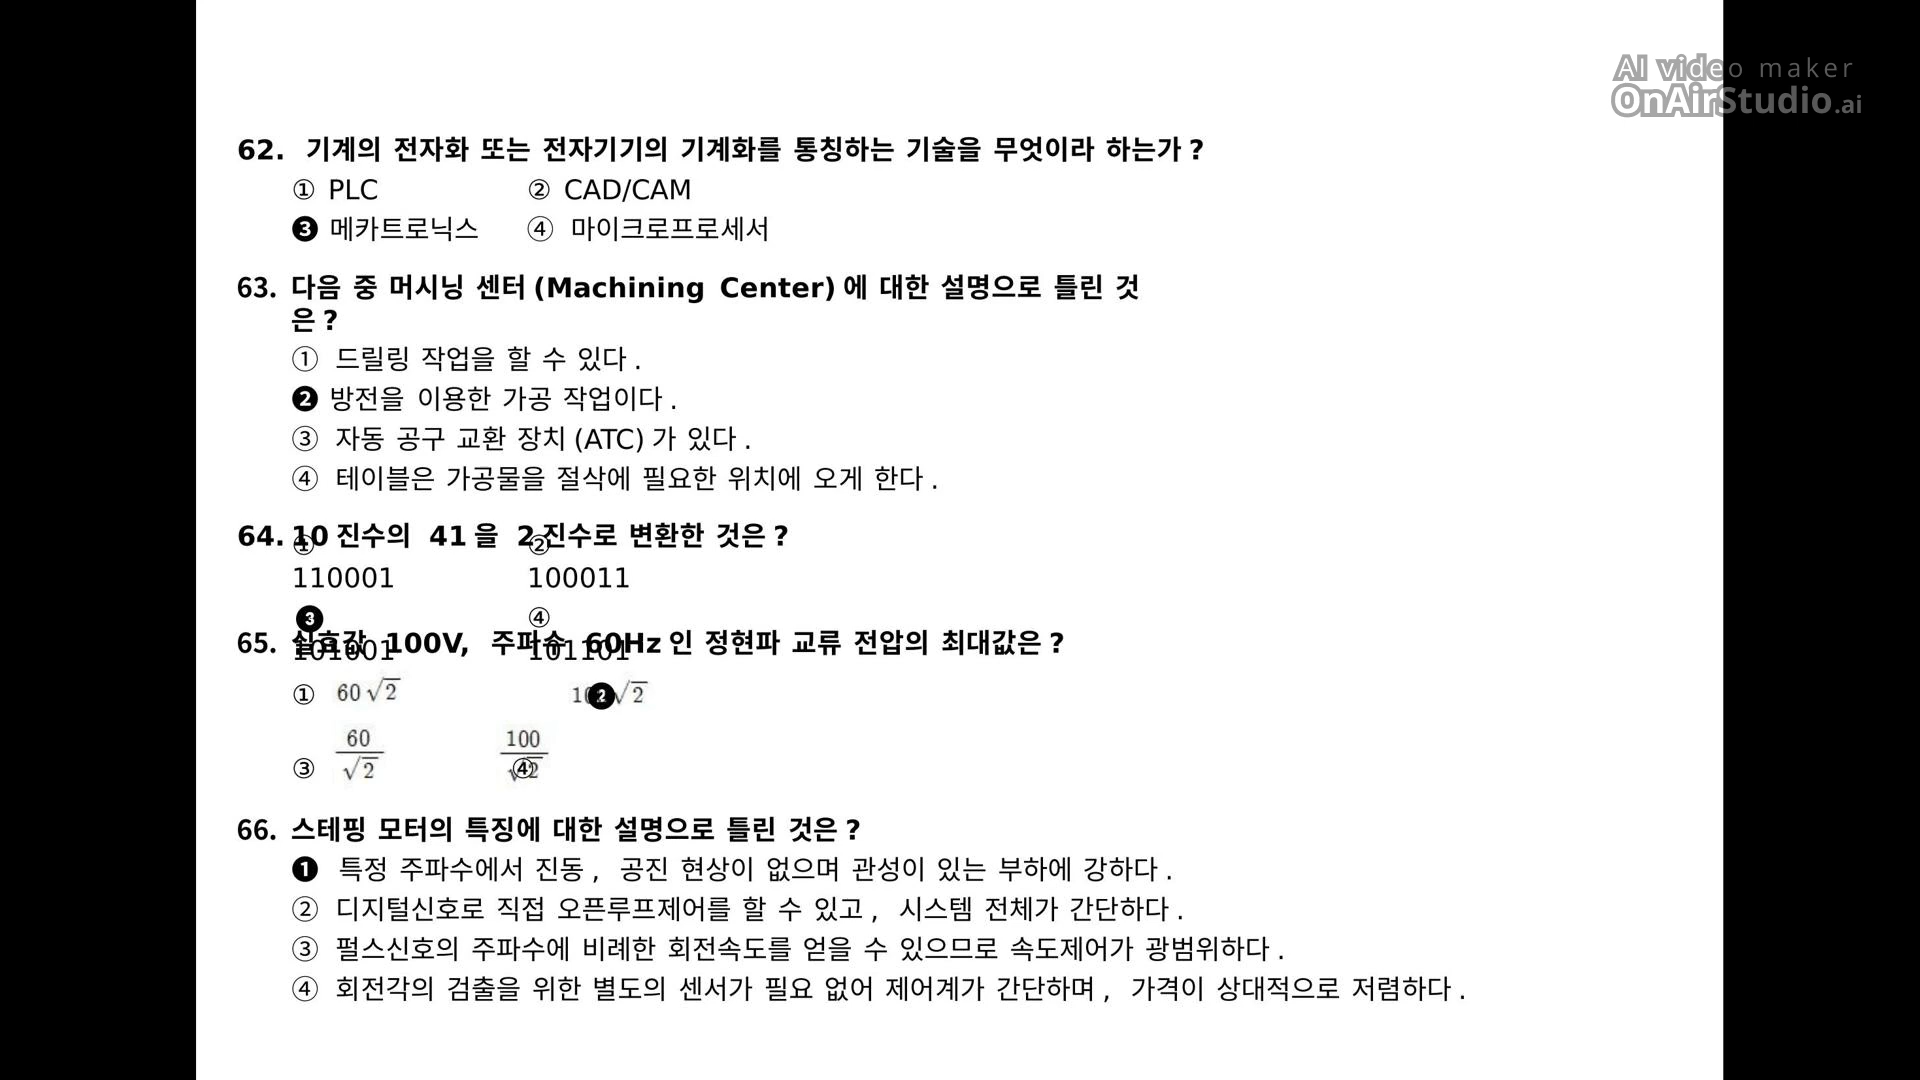 AI video maker
OnAirStudio.ai
62. 기계의 전자화 또는 전자기기의 기계화를 통칭하는 기술을 무엇이라 하는가 ?
① PLC ② CAD/CAM
❸ 메카트로닉스 ④ 마이크로프로세서
63. 다음 중 머시닝 센터 (Machining Center) 에 대한 설명으로 틀린 것
은 ?
① 드릴링 작업을 할 수 있다 .
❷ 방전을 이용한 가공 작업이다 .
③ 자동 공구 교환 장치 (ATC) 가 있다 .
④ 테이블은 가공물을 절삭에 필요한 위치에 오게 한다 .
64. 10 진수의 41 을 2 진수로 변환한 것은 ?
① ②
110001 100011
❸ ④
101001 101101
65. 실효값 100V, 주파수 60Hz 인 정현파 교류 전압의 최대값은 ?
① 60√2 ❷ 100√2
③ 60/√2 ④ 100/√2
66. 스테핑 모터의 특징에 대한 설명으로 틀린 것은 ?
❶ 특정 주파수에서 진동 , 공진 현상이 없으며 관성이 있는 부하에 강하다 .
② 디지털신호로 직접 오픈루프제어를 할 수 있고 , 시스템 전체가 간단하다 .
③ 펄스신호의 주파수에 비례한 회전속도를 얻을 수 있으므로 속도제어가 광범위하다 .
④ 회전각의 검출을 위한 별도의 센서가 필요 없어 제어계가 간단하며 , 가격이 상대적으로 저렴하다 .